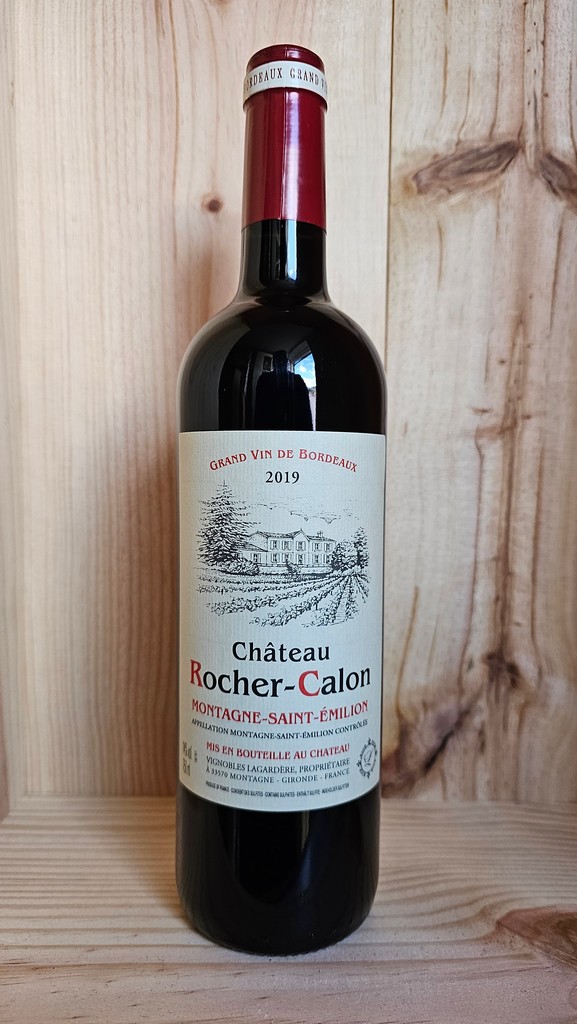 BORDEAUX GRAND
GRAND VIN DE BORDEAUX
2019
Château
Rocher-Calon
MONTAGNE-SAINT-ÉMILION
APPELLATION MONTAGNE-SAINT-ÉMILION CONTRÔLÉE
MIS EN BOUTEILLE AU CHATEAU
VIGNOBLES LAGARDÈRE, PROPRIÉTAIRE
À 33570 MONTAGNE - GIRONDE - FRANCE